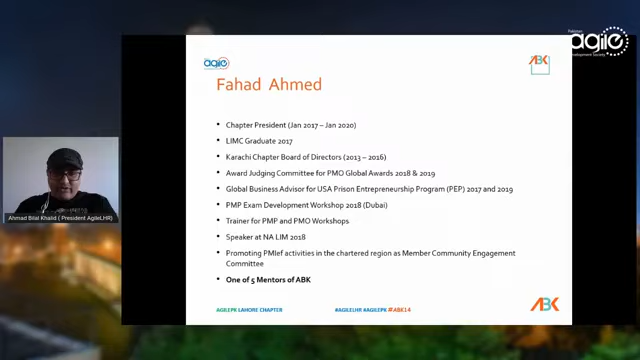 Pakistan
agile
Development Society
agile
ABK
Fahad Ahmed
• Chapter President (Jan 2017 – Jan 2020)
• LIMC Graduate 2017
• Karachi Chapter Board of Directors (2013 – 2016)
• Award Judging Committee for PMO Global Awards 2018 & 2019
• Global Business Advisor for USA Prison Entrepreneurship Program (PEP) 2017 and 2019
• PMP Exam Development Workshop 2018 (Dubai)
• Trainer for PMP and PMO Workshops
• Speaker at NA LIM 2018
• Promoting PMIef activities in the chartered region as Member Community Engagement
Committee
• One of 5 Mentors of ABK
Ahmad Bilal Khalid ( President AgileLHR)
AGILEPK LAHORE CHAPTER #AGILELHR #AGILEPK #ABK14
ABK